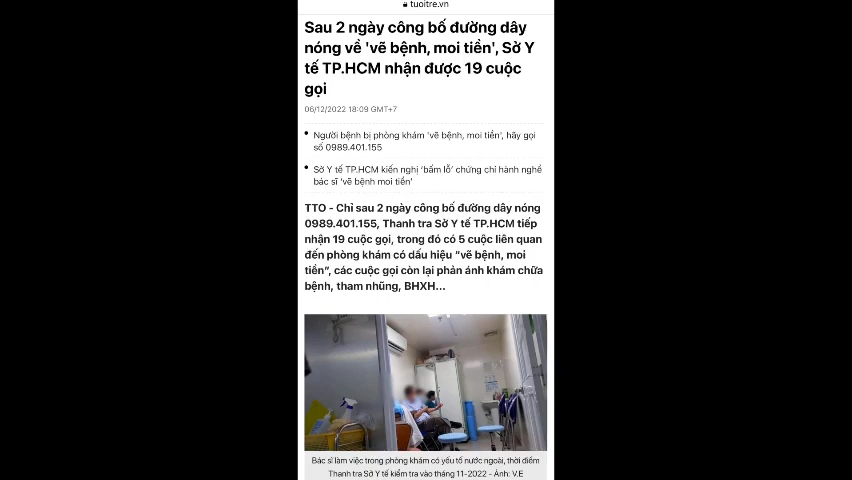 tuoitre.vn
Sau 2 ngày công bố đường dây
nóng về 'vẽ bệnh, moi tiền', Sở Y
tế TP.HCM nhận được 19 cuộc
gọi
06/12/2022 18:09 GMT+7
Người bệnh bị phòng khám 'vẽ bệnh, moi tiền', hãy gọi
số 0989.401.155
Sở Y tế TP.HCM kiến nghị ‘bấm lỗ’ chứng chỉ hành nghề
bác sĩ 'vẽ bệnh moi tiền'
TTO - Chỉ sau 2 ngày công bố đường dây nóng
0989.401.155, Thanh tra Sở Y tế TP.HCM tiếp
nhận 19 cuộc gọi, trong đó có 5 cuộc liên quan
đến phòng khám có dấu hiệu “vẽ bệnh, moi
tiền”, các cuộc gọi còn lại phản ánh khám chữa
bệnh, tham nhũng, BHXH...
Bác sĩ làm việc trong phòng khám có yếu tố nước ngoài, thời điểm
Thanh tra Sở Y tế kiểm tra vào tháng 11-2022 - Ảnh: V.E